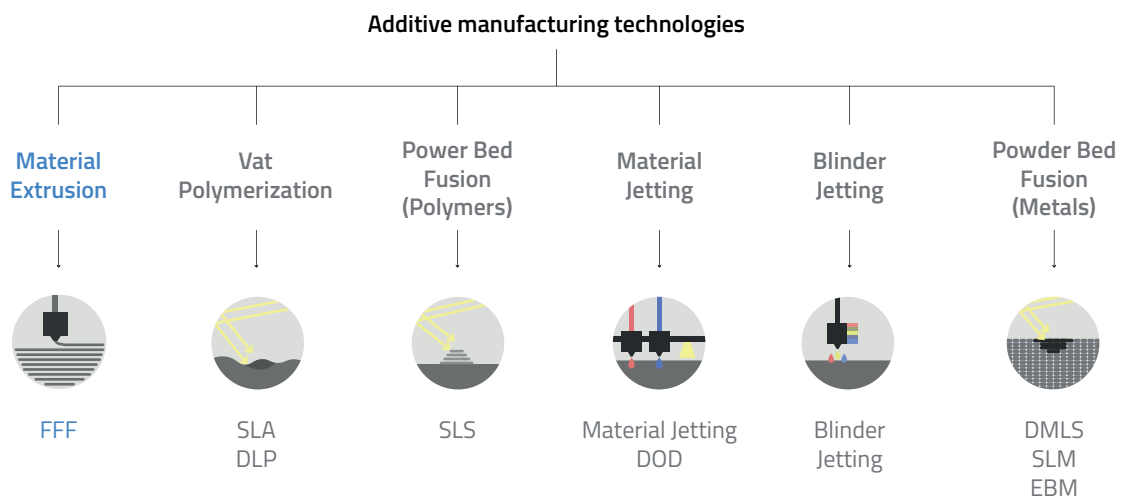 Additive manufacturing technologies
Material
Extrusion
Vat
Polymerization
Power Bed
Fusion
(Polymers)
Material
Jetting
Blinder
Jetting
Powder Bed
Fusion
(Metals)
FFF
SLA
DLP
SLS
Material Jetting
DOD
Blinder
Jetting
DMLS
SLM
EBM